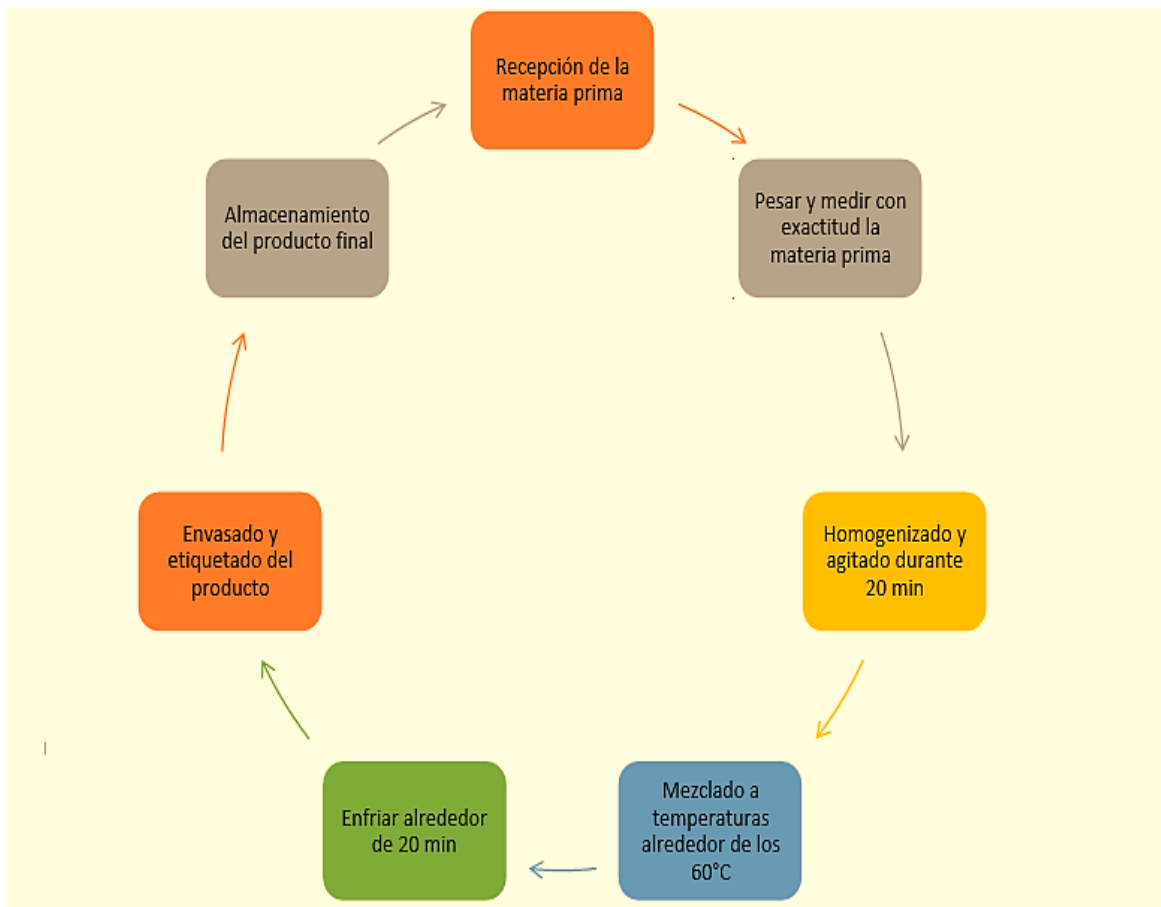 Recepción de la
materia prima
Pesar y medir con
exactitud la
materia prima
Homogenizado y
agitado durante
20 min
Mezclado a
temperaturas
alrededor de los
60°C
Enfriar alrededor
de 20 min
Envasado y
etiquetado del
producto
Almacenamiento
del producto final